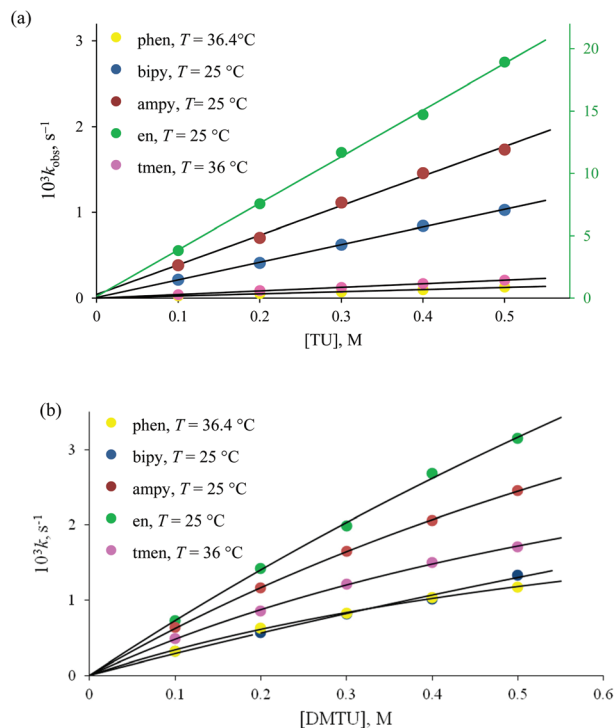 (a)
phen, T = 36.4°C
bipy, T = 25 °C
ampy, T = 25 °C
en, T = 25 °C
tmen, T = 36 °C
10³k_obs, s⁻¹
3
2
1
0
20
15
10
5
0
0 0.1 0.2 0.3 0.4 0.5
[TU], M
(b)
phen, T = 36.4 °C
bipy, T = 25 °C
ampy, T = 25 °C
en, T = 25 °C
tmen, T = 36 °C
10³k, s⁻¹
3
2
1
0
0 0.1 0.2 0.3 0.4 0.5 0.6
[DMTU], M